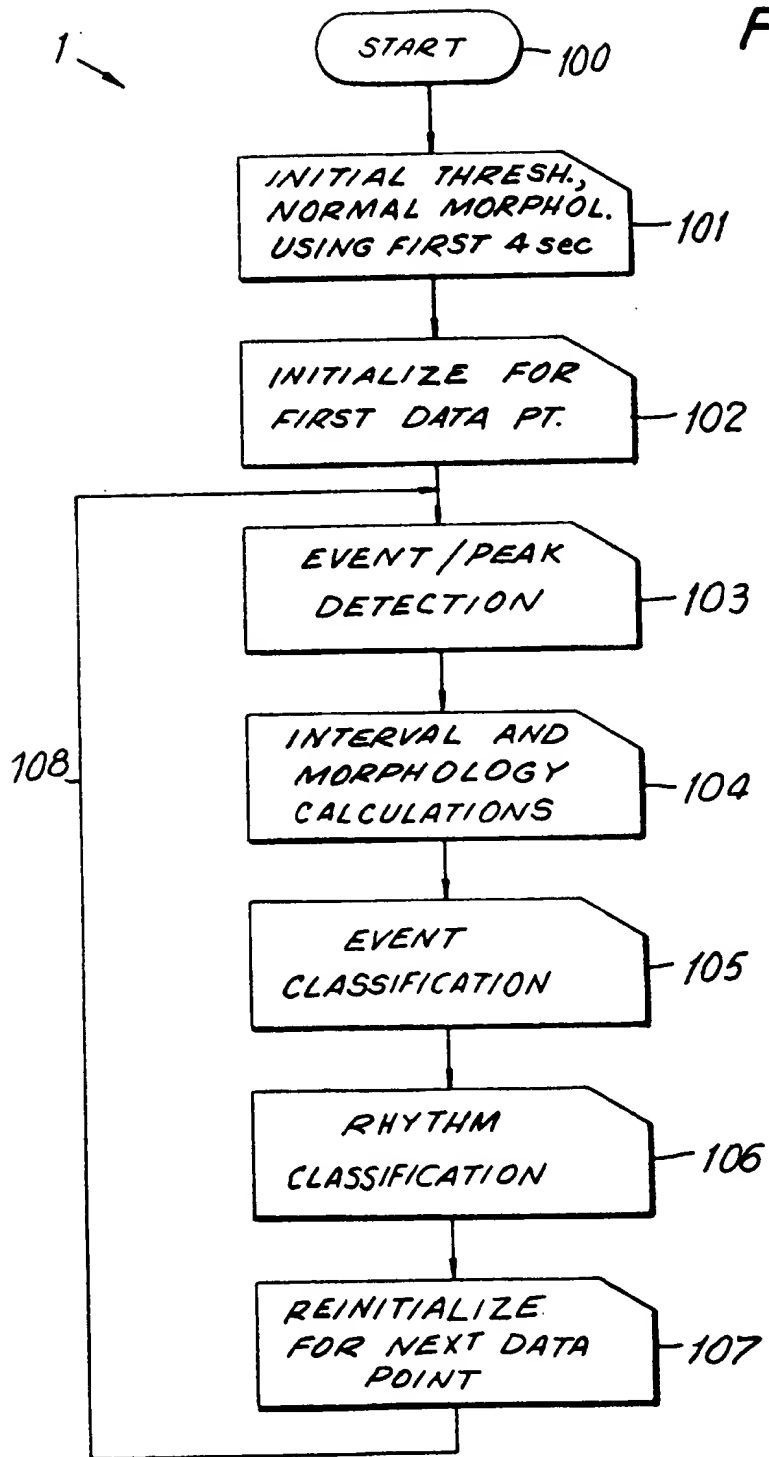 F
1
START
100
INITIAL THRESH.,
NORMAL MORPHOL.
USING FIRST 4 sec
101
INITIALIZE FOR
FIRST DATA PT.
102
EVENT / PEAK
DETECTION
103
INTERVAL AND
MORPHOLOGY
CALCULATIONS
104
108
EVENT
CLASSIFICATION
105
RHYTHM
CLASSIFICATION
106
REINITIALIZE
FOR NEXT DATA
POINT
107